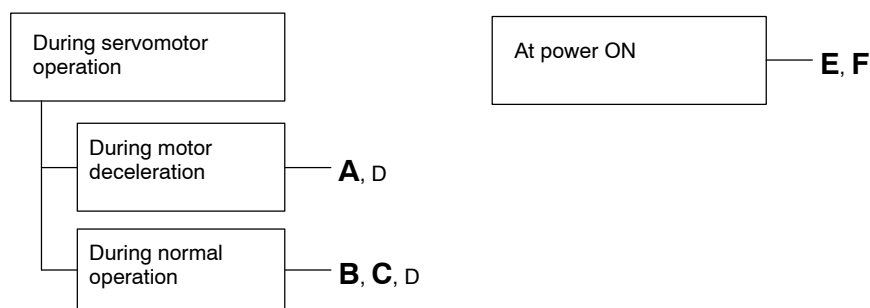 During servomotor
operation
At power ON
E, F
During motor
deceleration
A, D
During normal
operation
B, C, D